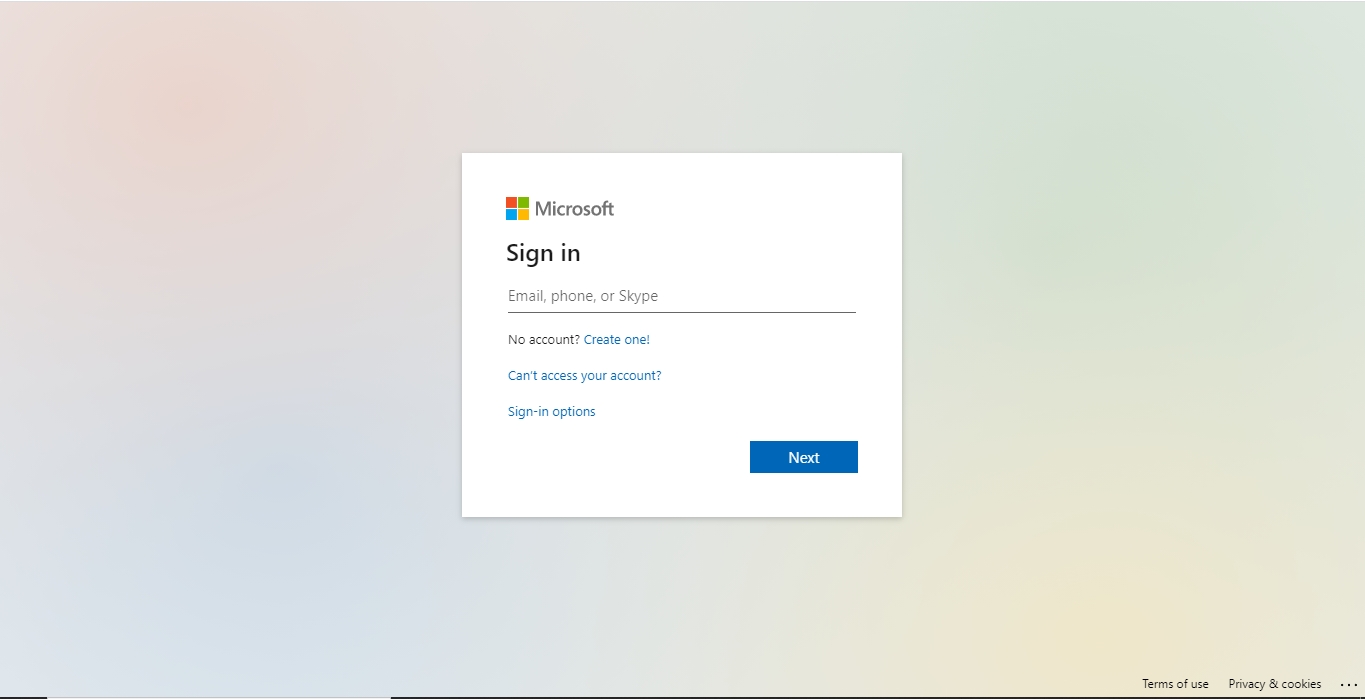 Microsoft
Sign in
Email, phone, or Skype
No account? Create one!
Can't access your account?
Sign-in options
Next
Terms of use Privacy & cookies ...